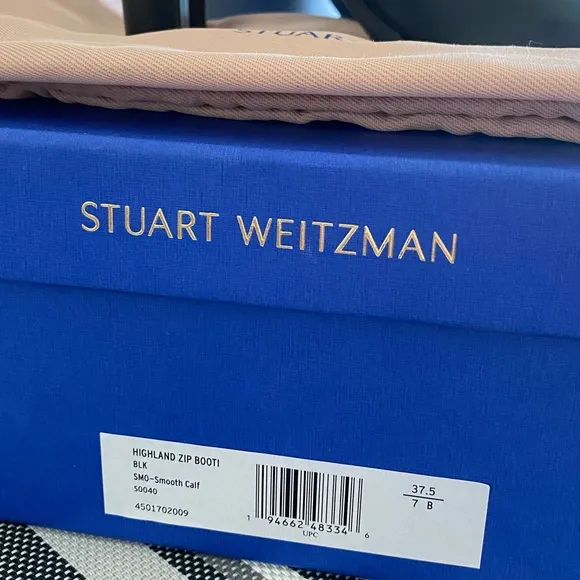 STUAR
STUART WEITZMAN
HIGHLAND ZIP BOOTI
BLK
SMO-Smooth Calf
S0040
4501702009
1 94662 48334 6
UPC
37.5
7 B